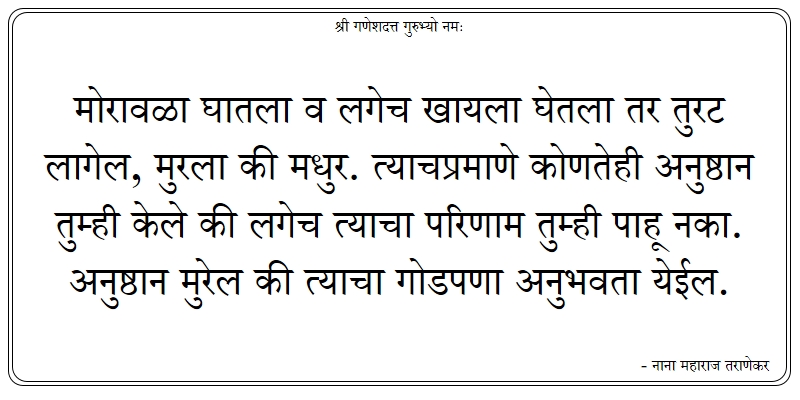 श्री गणेशदत्त गुरुभ्यो नमः
मोरावळा घातला व लगेच खायला घेतला तर तुरट
लागेल, मुरला की मधुर. त्याचप्रमाणे कोणतेही अनुष्ठान
तुम्ही केले की लगेच त्याचा परिणाम तुम्ही पाहू नका.
अनुष्ठान मुरेल की त्याचा गोडपणा अनुभवता येईल.
- नाना महाराज तराणेकर